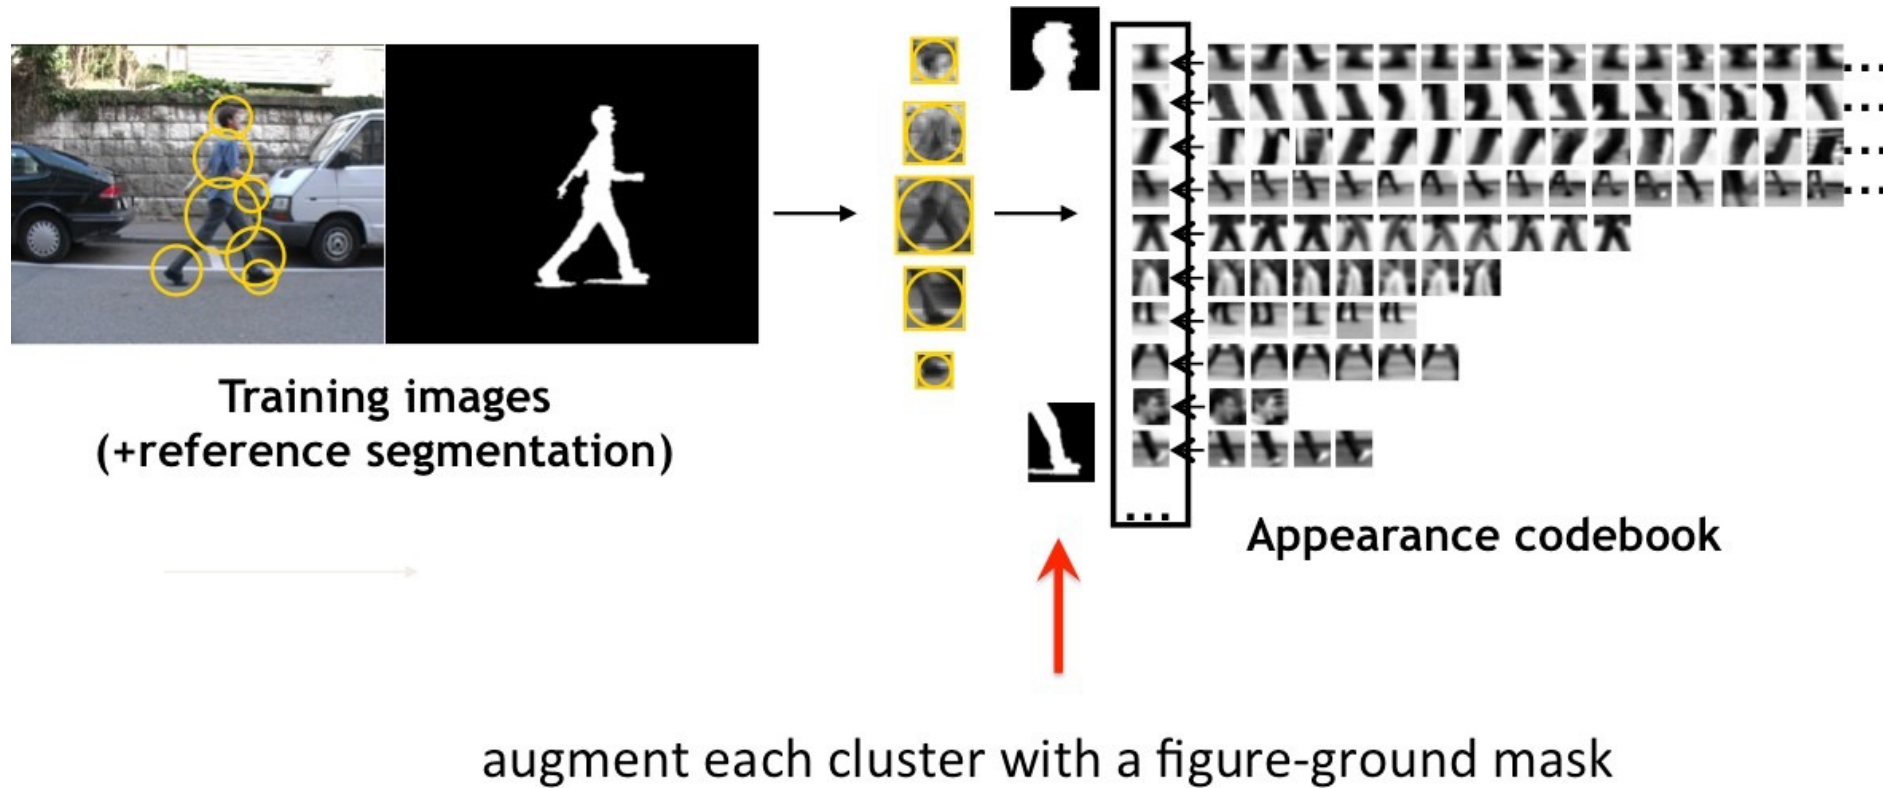 Training images
(+reference segmentation)
...
...
...
...
...
Appearance codebook
augment each cluster with a figure-ground mask